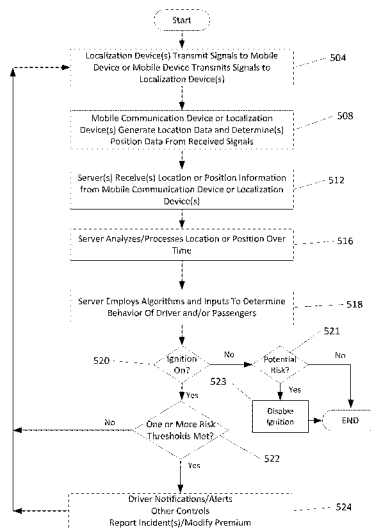 Start
Localization Device(s) Transmit Signals to Mobile
Device or Mobile Device Transmits Signals to
Localization Device(s)
504
Mobile Communication Device or Localization
Device(s) Generate Location Data and Determine(s)
Position Data From Received Signals
508
Server(s) Receive(s) Location or Position Information
from Mobile Communication Device or Localization
Device(s)
512
Server Analyzes/Processes Location or Position Over
Time
516
Server Employs Algorithms and Inputs To Determine
Behavior Of Driver and/or Passengers
518
520
Ignition
On?
No
521
Potential
Risk?
No
523
Yes
Yes
Disable
Ignition
END
No
One or More Risk
Thresholds Met?
522
Yes
Driver Notifications/Alerts
Other Controls
Report Incident(s)/Modify Premium
524